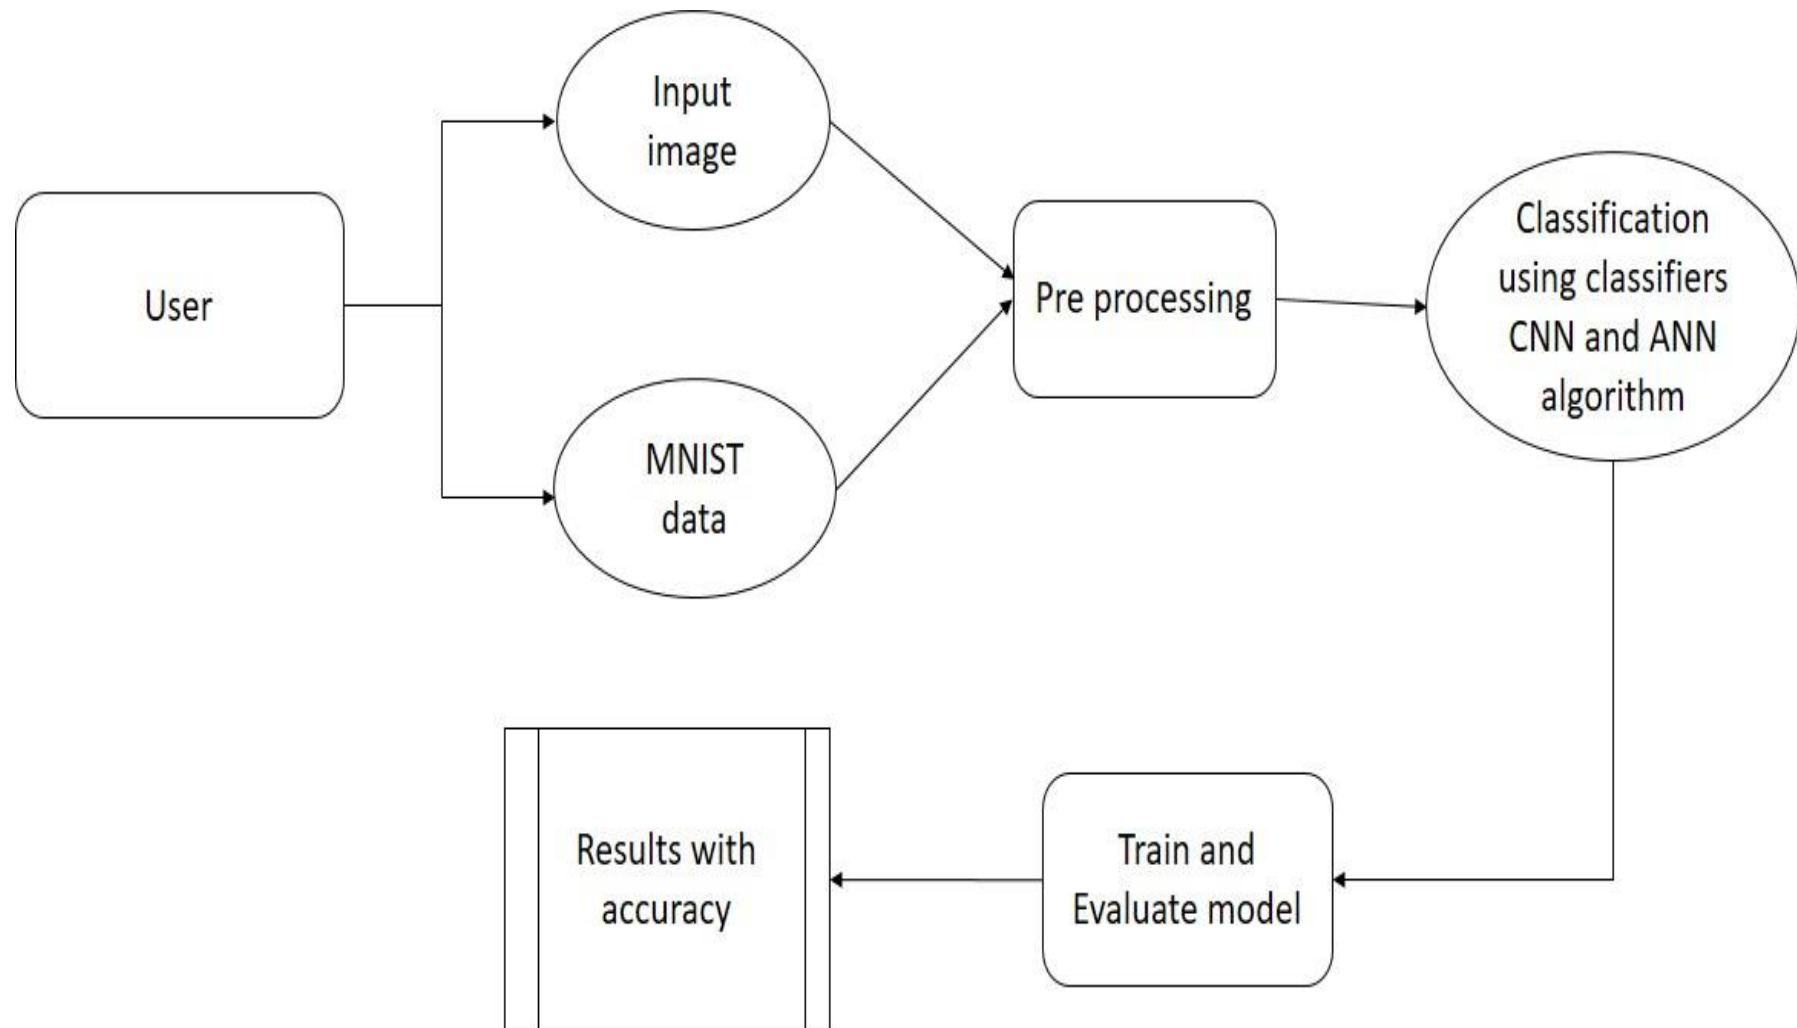 Input
image
User
MNIST
data
Pre processing
Classification
using classifiers
CNN and ANN
algorithm
Train and
Evaluate model
Results with
accuracy